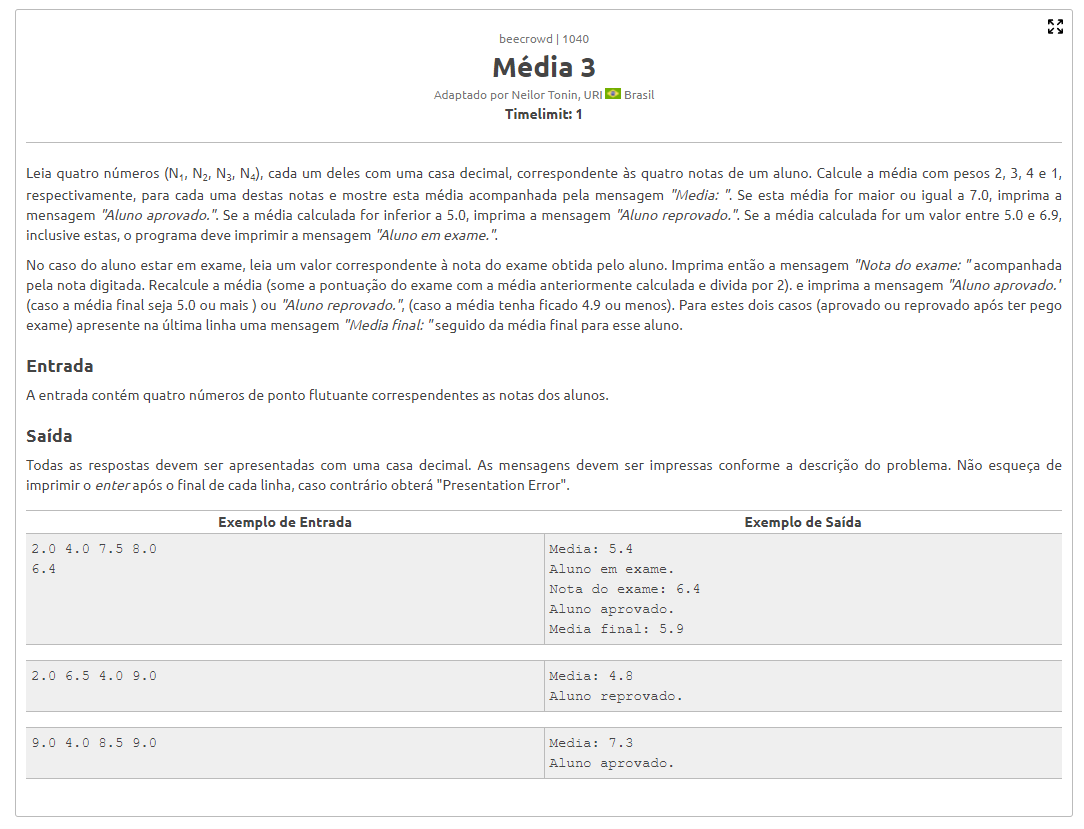 beecrowd | 1040
Média 3
Adaptado por Neilor Tonin, URI Brasil
Timelimit: 1
Leia quatro números (N₁, N₂, N₃, N₄), cada um deles com uma casa decimal, correspondente às quatro notas de um aluno. Calcule a média com pesos 2, 3, 4 e 1,
respectivamente, para cada uma destas notas e mostre esta média acompanhada pela mensagem "Media: ". Se esta média for maior ou igual a 7.0, imprima a
mensagem "Aluno aprovado.". Se a média calculada for inferior a 5.0, imprima a mensagem "Aluno reprovado.". Se a média calculada for um valor entre 5.0 e 6.9,
inclusive estas, o programa deve imprimir a mensagem "Aluno em exame.".
No caso do aluno estar em exame, leia um valor correspondente à nota do exame obtida pelo aluno. Imprima então a mensagem "Nota do exame: " acompanhada
pela nota digitada. Recalcule a média (some a pontuação do exame com a média anteriormente calculada e divida por 2). e imprima a mensagem "Aluno aprovado."
(caso a média final seja 5.0 ou mais ) ou "Aluno reprovado.", (caso a média tenha ficado 4.9 ou menos). Para estes dois casos (aprovado ou reprovado após ter pego
exame) apresente na última linha uma mensagem "Media final: " seguido da média final para esse aluno.
Entrada
A entrada contém quatro números de ponto flutuante correspondentes as notas dos alunos.
Saída
Todas as respostas devem ser apresentadas com uma casa decimal. As mensagens devem ser impressas conforme a descrição do problema. Não esqueça de
imprimir o enter após o final de cada linha, caso contrário obterá "Presentation Error".
Exemplo de Entrada
Exemplo de Saída
2.0 4.0 7.5 8.0
6.4
Media: 5.4
Aluno em exame.
Nota do exame: 6.4
Aluno aprovado.
Media final: 5.9
2.0 6.5 4.0 9.0
Media: 4.8
Aluno reprovado.
9.0 4.0 8.5 9.0
Media: 7.3
Aluno aprovado.